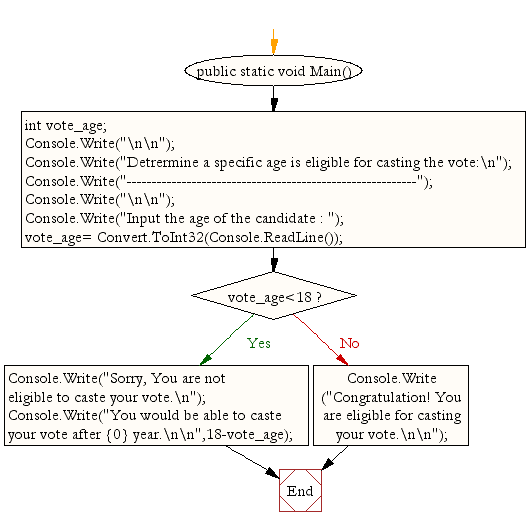 public static void Main()
int vote_age;
Console.Write("\n\n");
Console.Write("Detrermine a specific age is eligible for casting the vote:\n");
Console.Write("----------------------------------------------------------");
Console.Write("\n\n");
Console.Write("Input the age of the candidate : ");
vote_age= Convert.ToInt32(Console.ReadLine());
vote_age<18 ?
Yes
No
Console.Write("Sorry, You are not
eligible to caste your vote.\n");
Console.Write("You would be able to caste
your vote after {0} year.\n\n",18-vote_age);
Console.Write
("Congratulation! You
are eligible for casting
your vote.\n\n");
End